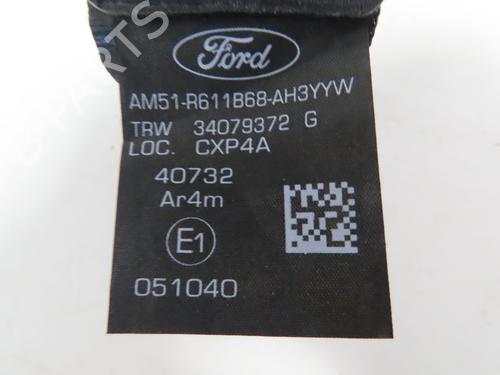 Ford
AM51-R611B68-AH3YYW
TRW 34079372 G
LOC. CXP4A
40732
Ar4m
E1
051040